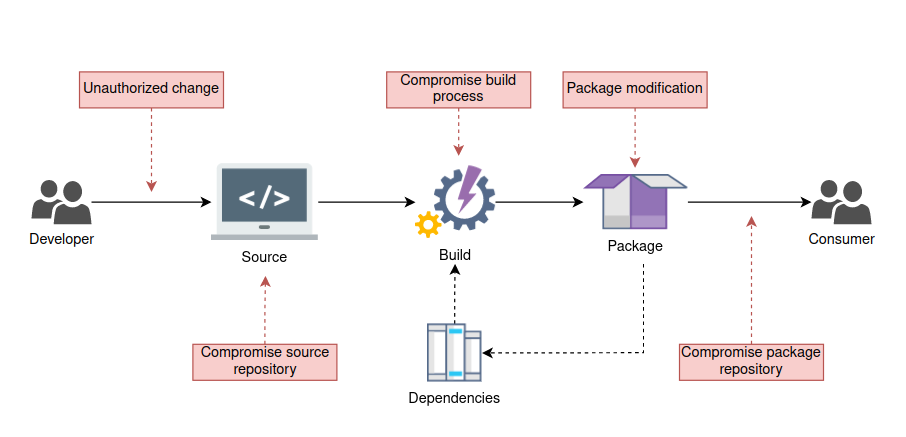 Unauthorized change
Compromise build
process
Package modification
</>
Developer
Source
Build
Package
Consumer
Compromise source
repository
Dependencies
Compromise package
repository